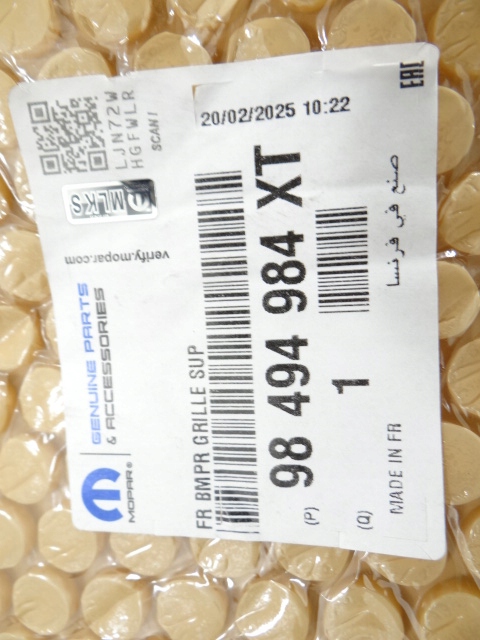 MOPAR®
GENUINE PARTS
& ACCESSORIES
verify.mopar.com
MLKS
LJN72W
HGFWLR
SCAN!
20/02/2025 10:22
FR BMPR GRILLE SUP
(P) 98 494 984 XT
(Q) 1
MADE IN FR
صنع في فرنسا
EAC